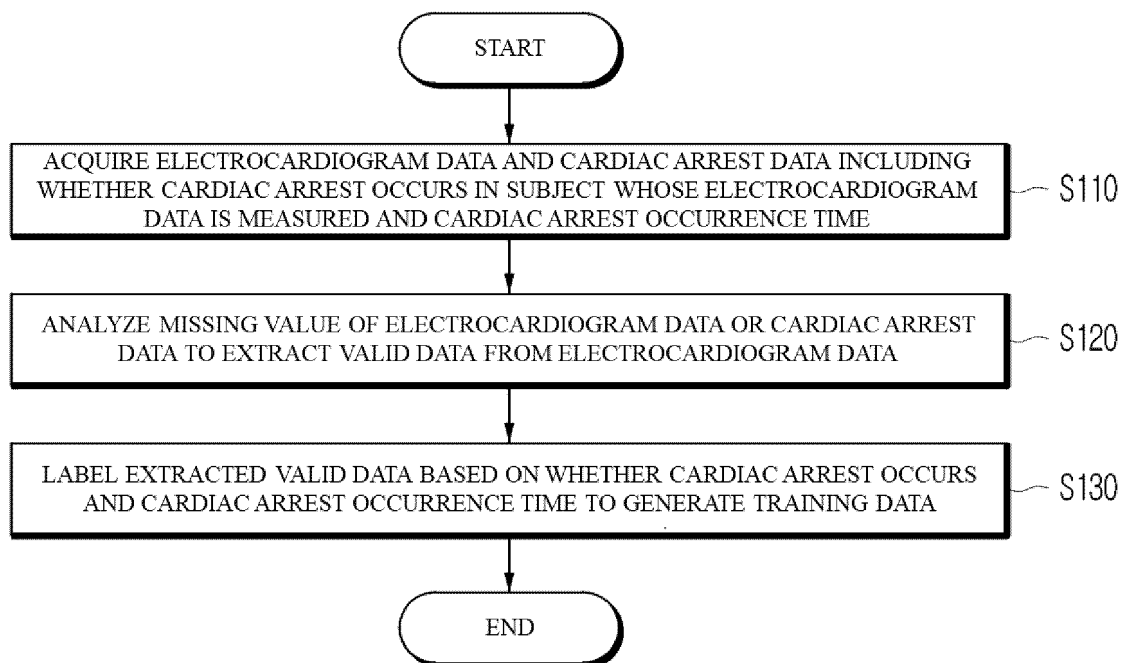 START
ACQUIRE ELECTROCARDIOGRAM DATA AND CARDIAC ARREST DATA INCLUDING
WHETHER CARDIAC ARREST OCCURS IN SUBJECT WHOSE ELECTROCARDIOGRAM
DATA IS MEASURED AND CARDIAC ARREST OCCURRENCE TIME
S110
ANALYZE MISSING VALUE OF ELECTROCARDIOGRAM DATA OR CARDIAC ARREST
DATA TO EXTRACT VALID DATA FROM ELECTROCARDIOGRAM DATA
S120
LABEL EXTRACTED VALID DATA BASED ON WHETHER CARDIAC ARREST OCCURS
AND CARDIAC ARREST OCCURRENCE TIME TO GENERATE TRAINING DATA
S130
END